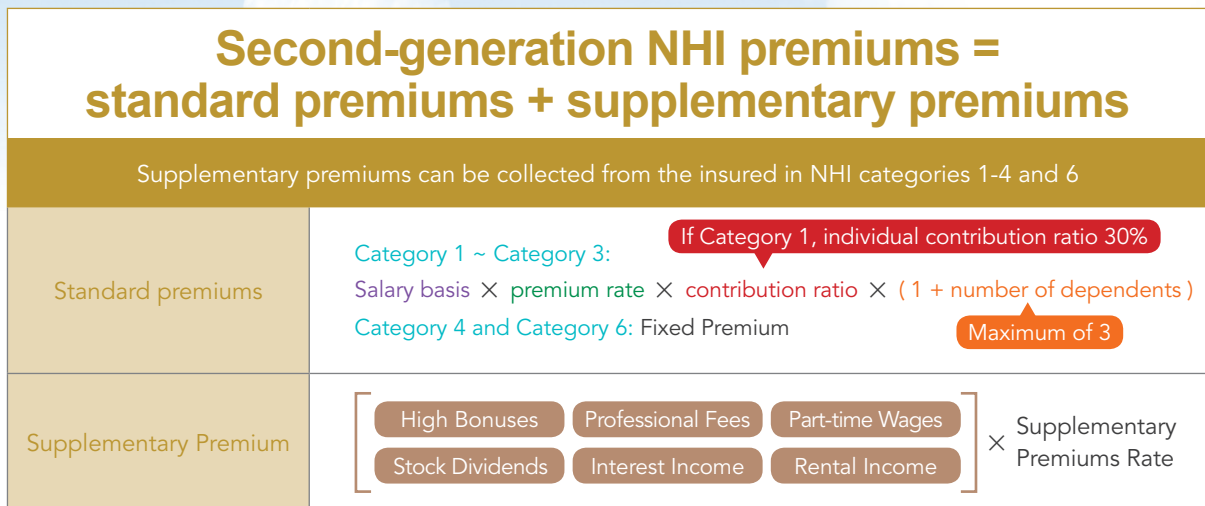 Second-generation NHI premiums =
standard premiums + supplementary premiums
Supplementary premiums can be collected from the insured in NHI categories 1-4 and 6
Standard premiums
If Category 1, individual contribution ratio 30%
Category 1 ~ Category 3:
Salary basis × premium rate × contribution ratio × ( 1 + number of dependents )
Category 4 and Category 6: Fixed Premium
Maximum of 3
Supplementary Premium
High Bonuses Professional Fees Part-time Wages
Stock Dividends Interest Income Rental Income
× Supplementary
Premiums Rate